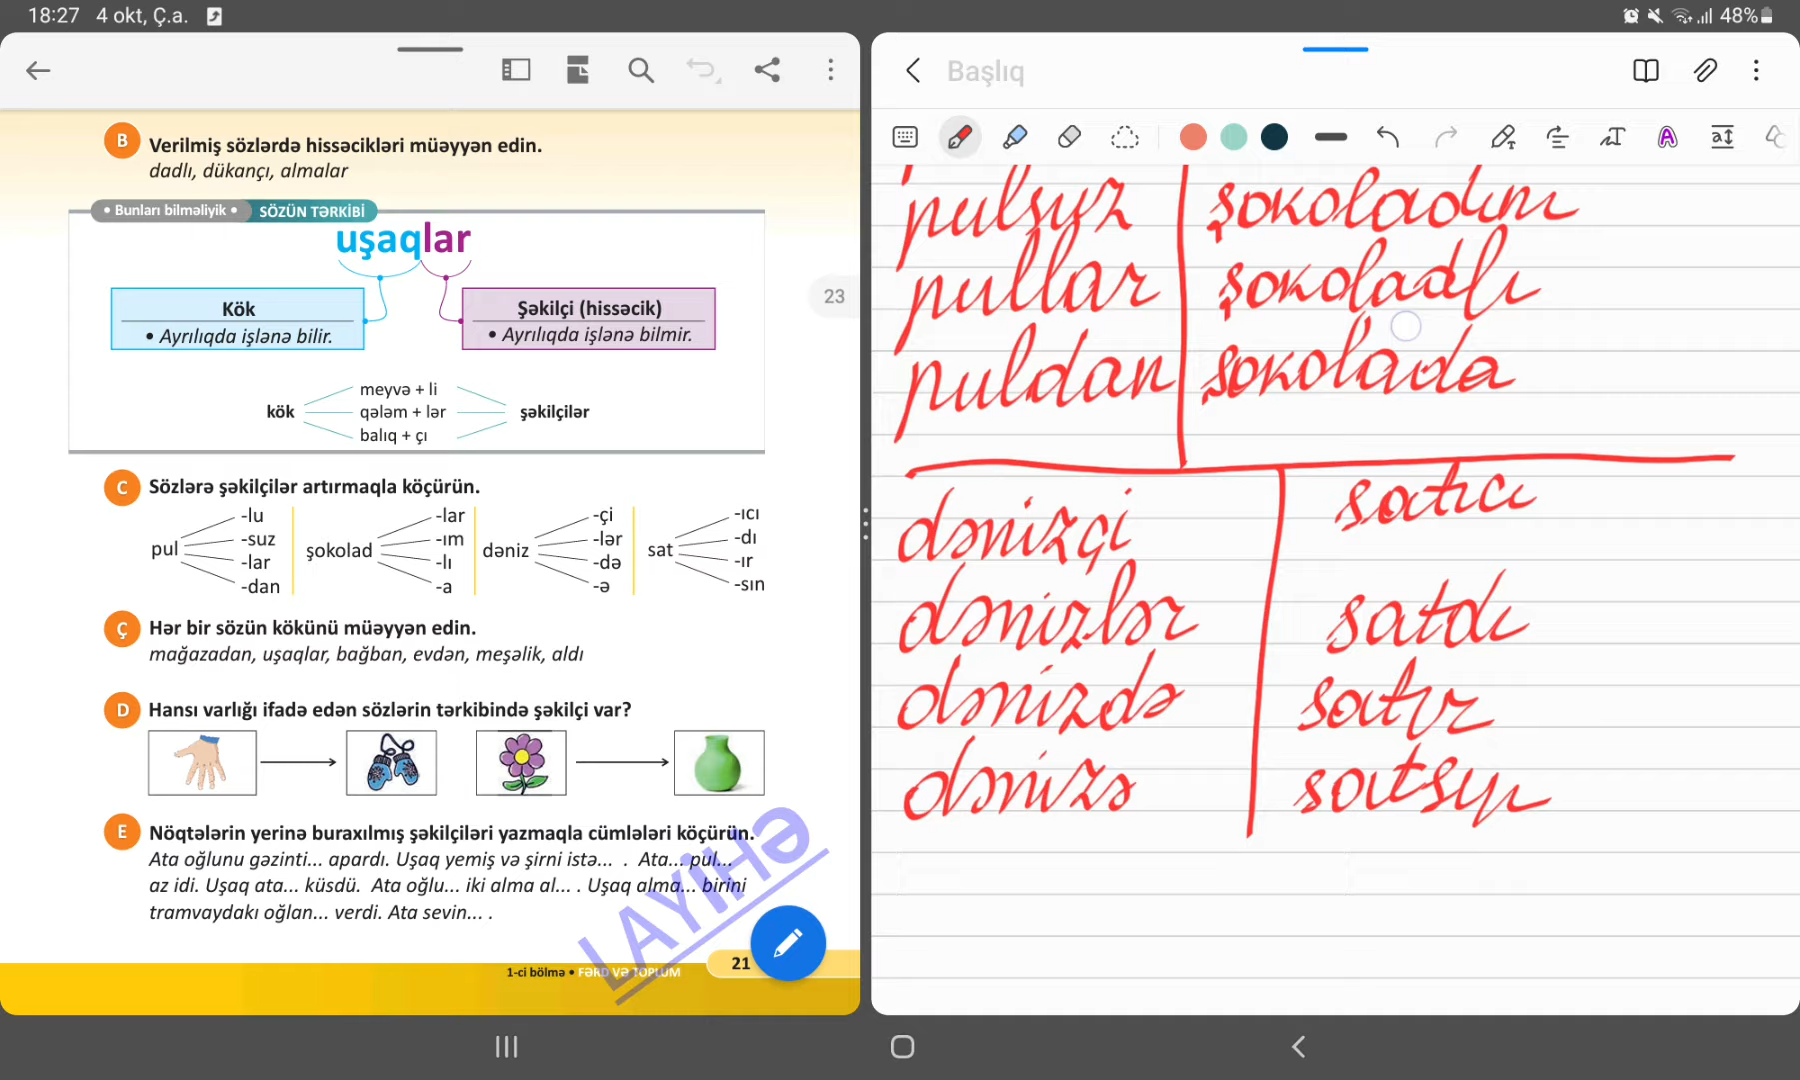 18:27 4 okt, Ç.a. 48%
B Verilmiş sözlərdə hissəcikləri müəyyən edin.
dadlı, dükançı, almalar
• Bunları bilməliyik • SÖZÜN TƏRKİBİ
uşaqlar
Kök
• Ayrılıqda işlənə bilir.
Şəkilçi (hissəcik)
• Ayrılıqda işlənə bilmir.
23
meyvə + li
kök qələm + lər şəkilçilər
balıq + çı
C Sözlərə şəkilçilər artırmaqla köçürün.
pul -lu -suz -lar -dan
şokolad -lar -ım -lı -a
dəniz -çi -lər -də -ə
sat -ıcı -dı -ır -sın
Ç Hər bir sözün kökünü müəyyən edin.
mağazadan, uşaqlar, bağban, evdən, meşəlik, aldı
D Hansı varlığı ifadə edən sözlərin tərkibində şəkilçi var?
E Nöqtələrin yerinə buraxılmış şəkilçiləri yazmaqla cümlələri köçürün.
Ata oğlunu gəzinti... apardı. Uşaq yemiş və şirni istə... . Ata... pul...
az idi. Uşaq ata... küsdü. Ata oğlu... iki alma al... . Uşaq alma... birini
tramvaydakı oğlan... verdi. Ata sevin... .
LAYİHƏ
1-ci bölmə • FƏRD VƏ TOPLUM
21
Başlıq
pulsuz şokoladım
pullar şokoladlı
puldan şokolada
dənizçi satıcı
dənizlər satdı
dənizdə satır
dənizə satsın